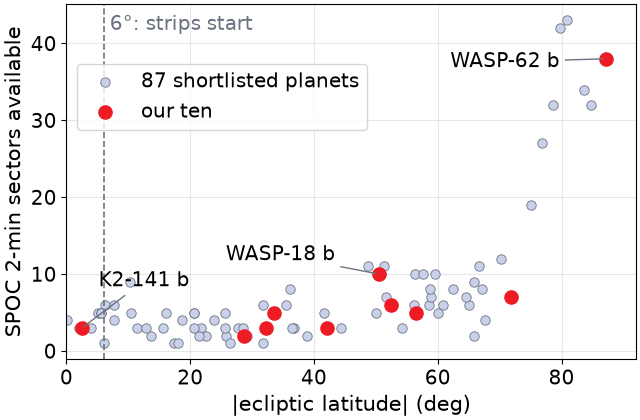 6°: strips start
87 shortlisted planets
our ten
WASP-62 b
WASP-18 b
K2-141 b
SPOC 2-min sectors available
40
30
20
10
0
0
20
40
60
80
|ecliptic latitude| (deg)